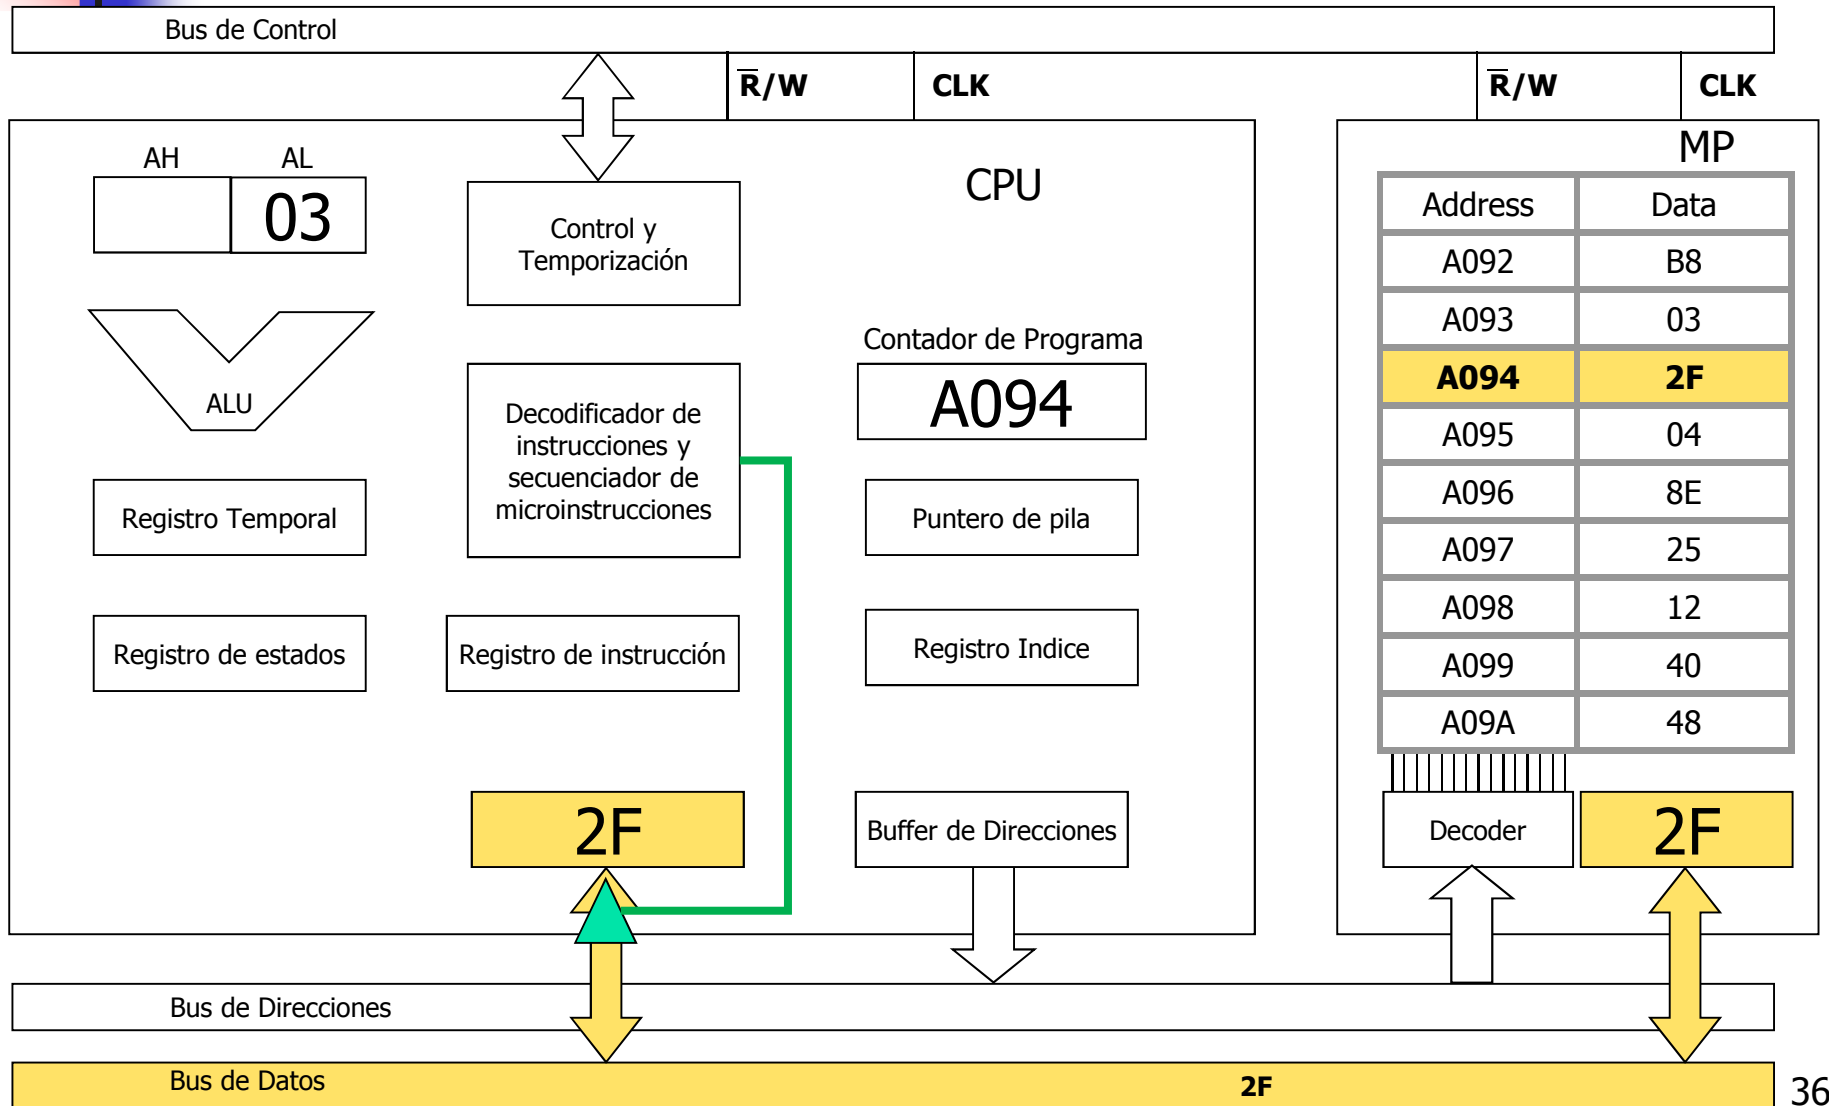 Bus de Control
R̅/W
CLK
R̅/W
CLK
AH
AL
03
CPU
Control y
Temporización
ALU
Decodificador de
instrucciones y
secuenciador de
microinstrucciones
Contador de Programa
A094
Registro Temporal
Puntero de pila
Registro de estados
Registro de instrucción
Registro Indice
2F
Buffer de Direcciones
MP
Address Data
A092 B8
A093 03
A094 2F
A095 04
A096 8E
A097 25
A098 12
A099 40
A09A 48
Decoder
2F
Bus de Direcciones
Bus de Datos
2F
36